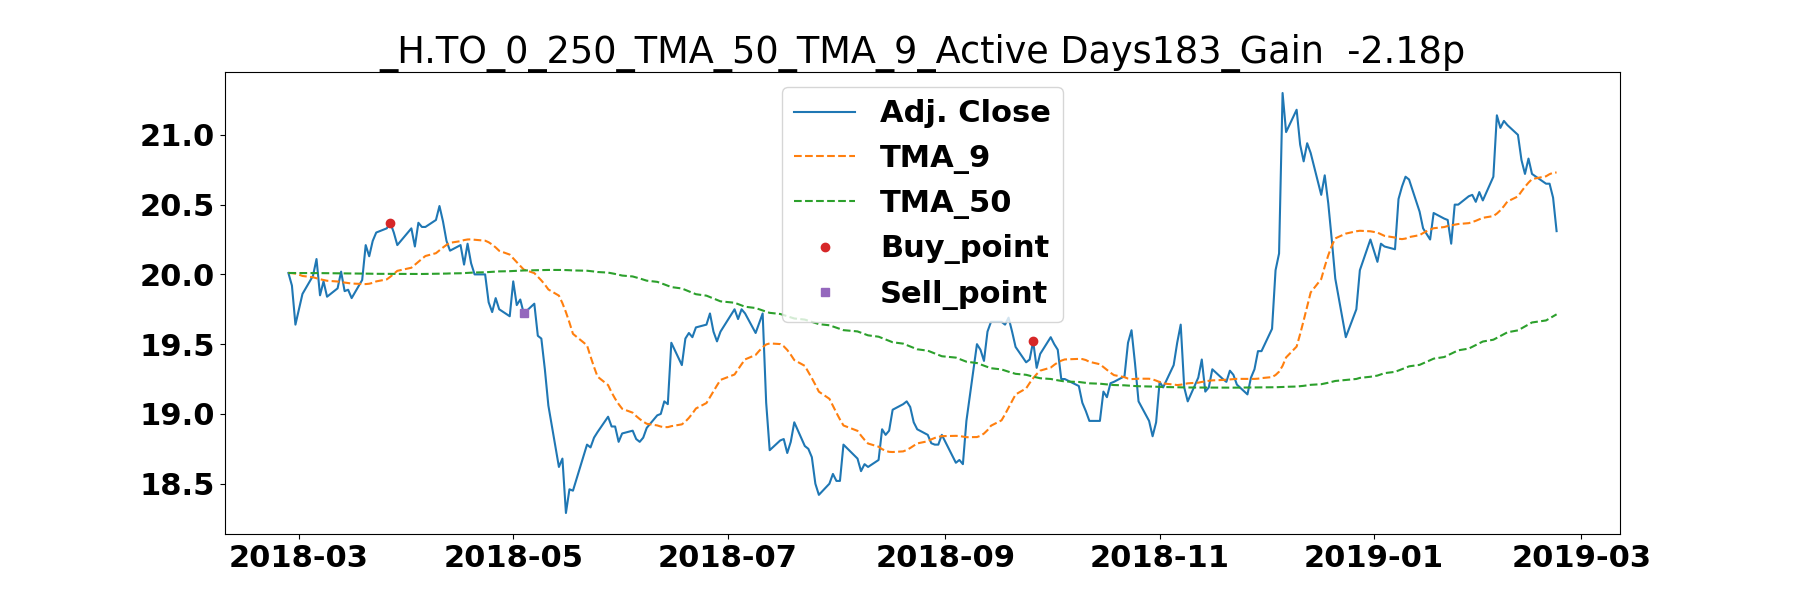 _H.TO_0_250_TMA_50_TMA_9_Active Days183_Gain  -2.18p
Adj. Close
TMA_9
TMA_50
Buy_point
Sell_point
21.0
20.5
20.0
19.5
19.0
18.5
2018-03 2018-05 2018-07 2018-09 2018-11 2019-01 2019-03